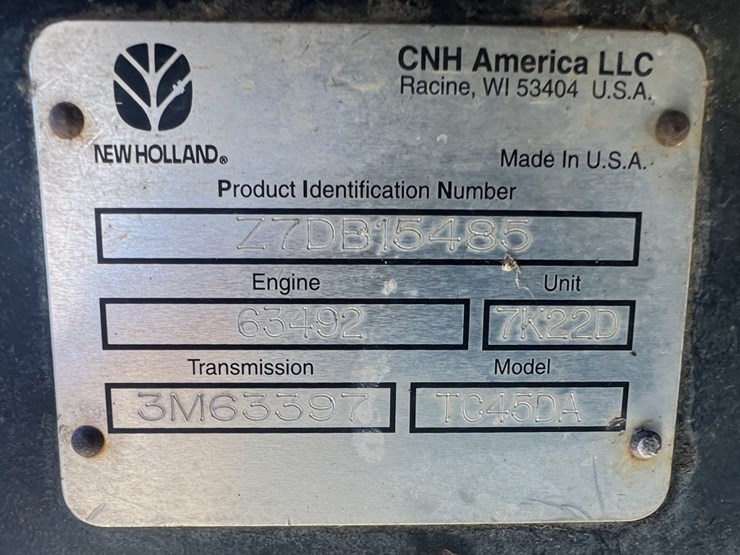 CNH America LLC
Racine, WI 53404 U.S.A.
NEW HOLLAND®
Made In U.S.A.
Product Identification Number
Z7DB15485
Engine Unit
63492 7K22D
Transmission Model
3M63397 TC45DA